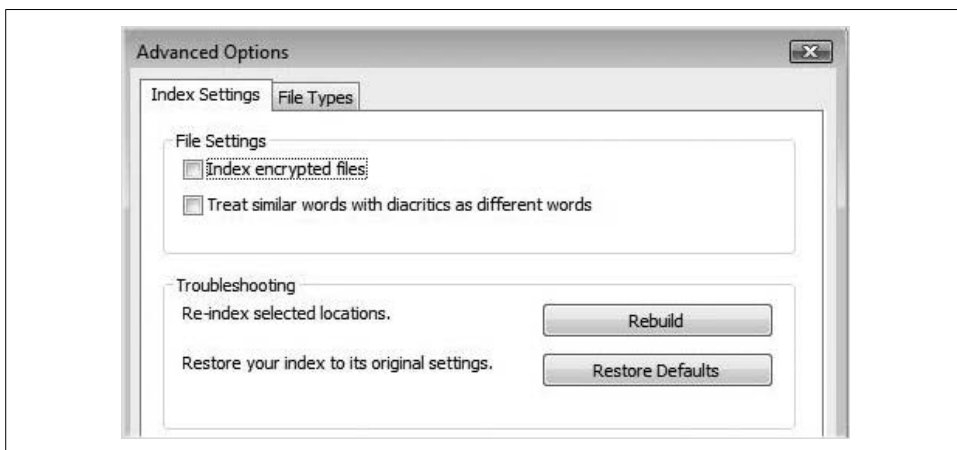 Advanced Options
Index Settings
File Types
File Settings
Index encrypted files
Treat similar words with diacritics as different words
Troubleshooting
Re-index selected locations.
Rebuild
Restore your index to its original settings.
Restore Defaults